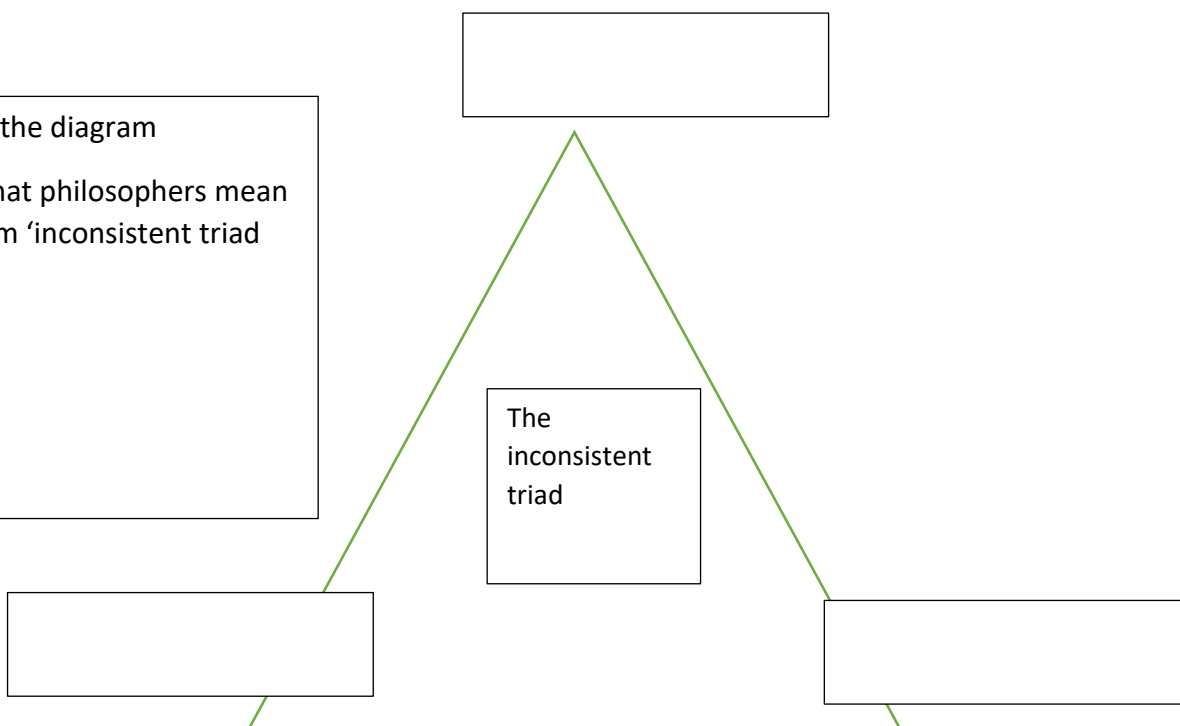 the diagram
hat philosophers mean
m ‘inconsistent triad
The
inconsistent
triad